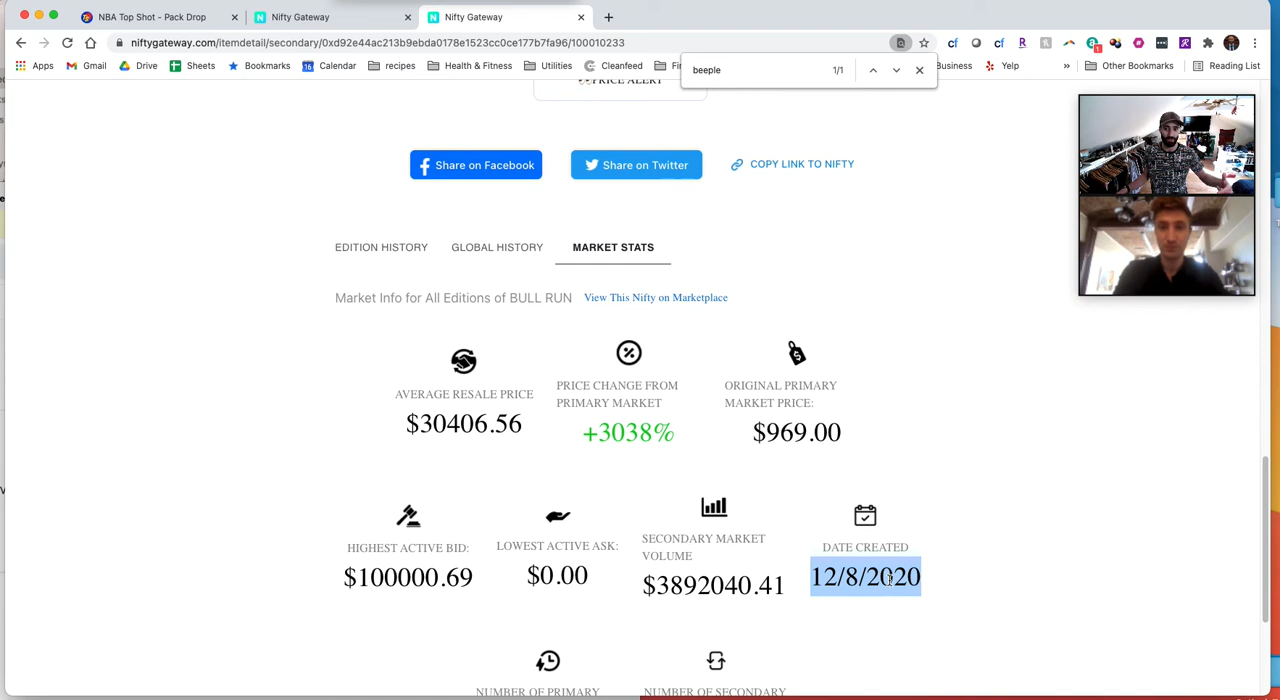 NBA Top Shot - Pack Drop
Nifty Gateway
Nifty Gateway
niftygateway.com/itemdetail/secondary/0xd92e44ac213b9ebda0178e1523cc0ce177b7fa96/100010233
Apps Gmail Drive Sheets Bookmarks Calendar recipes Health & Fitness Utilities Cleanfeed Business Yelp » Other Bookmarks Reading List
beeple 1/1
PRICE ALERT
Share on Facebook Share on Twitter COPY LINK TO NIFTY
EDITION HISTORY GLOBAL HISTORY MARKET STATS
Market Info for All Editions of BULL RUN View This Nifty on Marketplace
AVERAGE RESALE PRICE
$30406.56
PRICE CHANGE FROM
PRIMARY MARKET
+3038%
ORIGINAL PRIMARY
MARKET PRICE:
$969.00
HIGHEST ACTIVE BID:
$100000.69
LOWEST ACTIVE ASK:
$0.00
SECONDARY MARKET
VOLUME
$3892040.41
DATE CREATED
12/8/2020
NUMBER OF PRIMARY
NUMBER OF SECONDARY